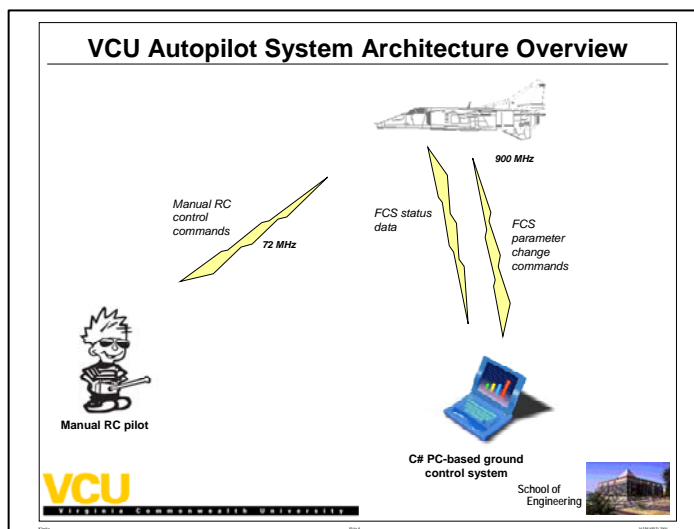 VCU Autopilot System Architecture Overview
900 MHz
Manual RC
control
commands
72 MHz
FCS status
data
FCS
parameter
change
commands
Manual RC pilot
C# PC-based ground
control system
VCU
Virginia Commonwealth University
School of
Engineering